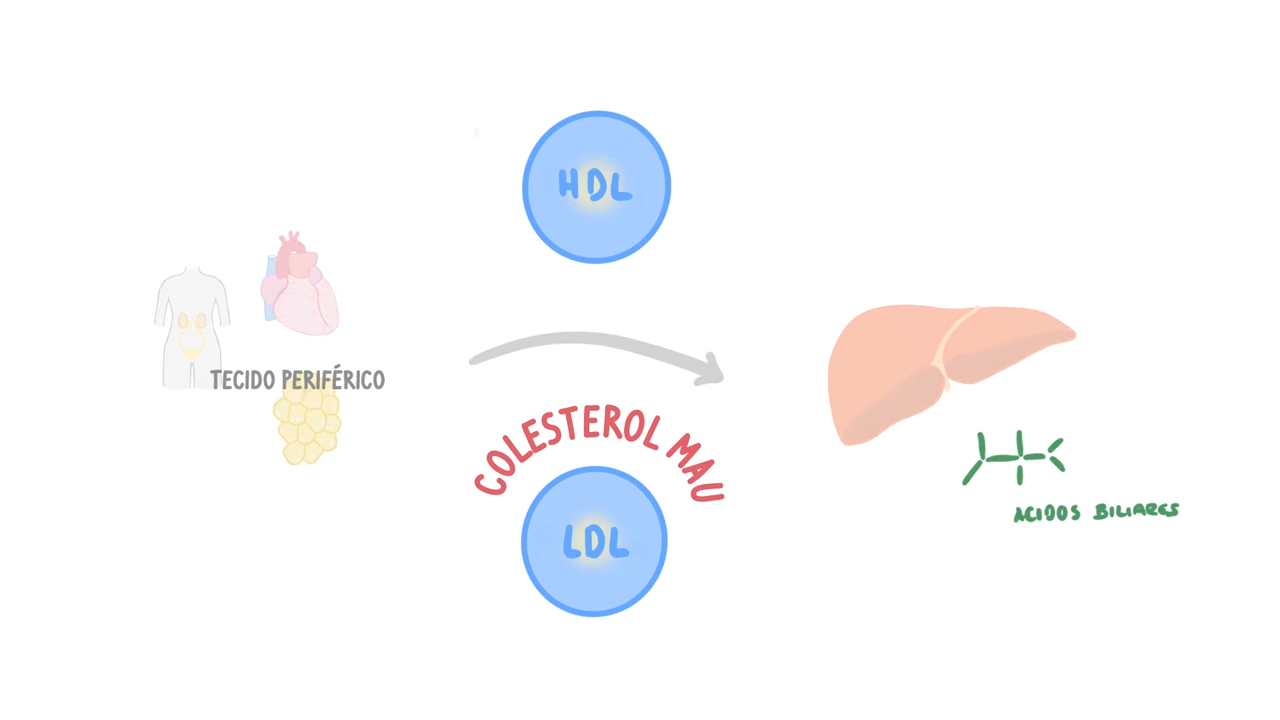 HDL
TECIDO PERIFÉRICO
COLESTEROL MAU
LDL
ACIDOS BILIARES